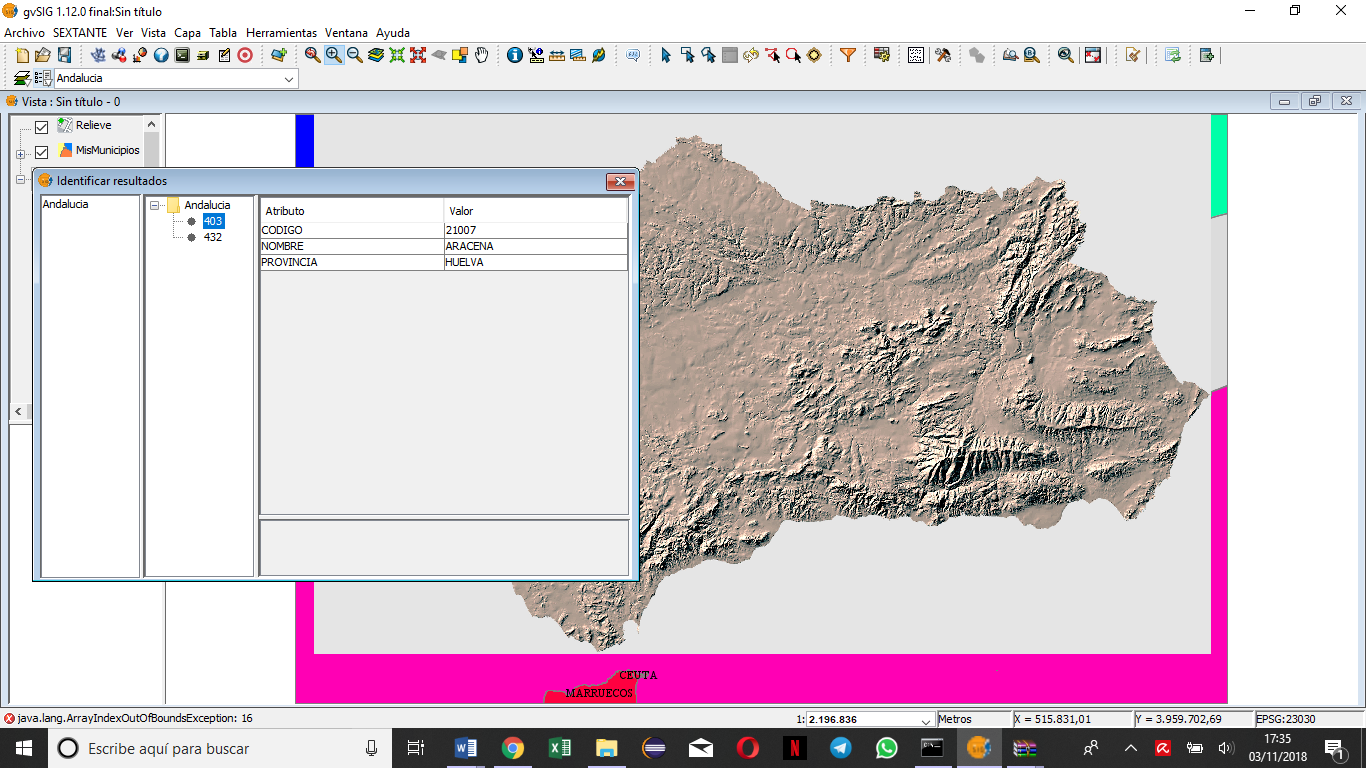 gvSIG 1.12.0 final:Sin título
Archivo SEXTANTE Ver Vista Capa Tabla Herramientas Ventana Ayuda
Andalucia
Vista : Sin título - 0
Relieve
MisMunicipios
Identificar resultados
Andalucia
Andalucia
403
432
Atributo Valor
CODIGO 21007
NOMBRE ARACENA
PROVINCIA HUELVA
CEUTA
MARRUECOS
java.lang.ArrayIndexOutOfBoundsException: 16
1: 2.196.836 Metros X = 515.831,01 Y = 3.959.702,69 EPSG:23030
Escribe aquí para buscar
17:35
03/11/2018
1